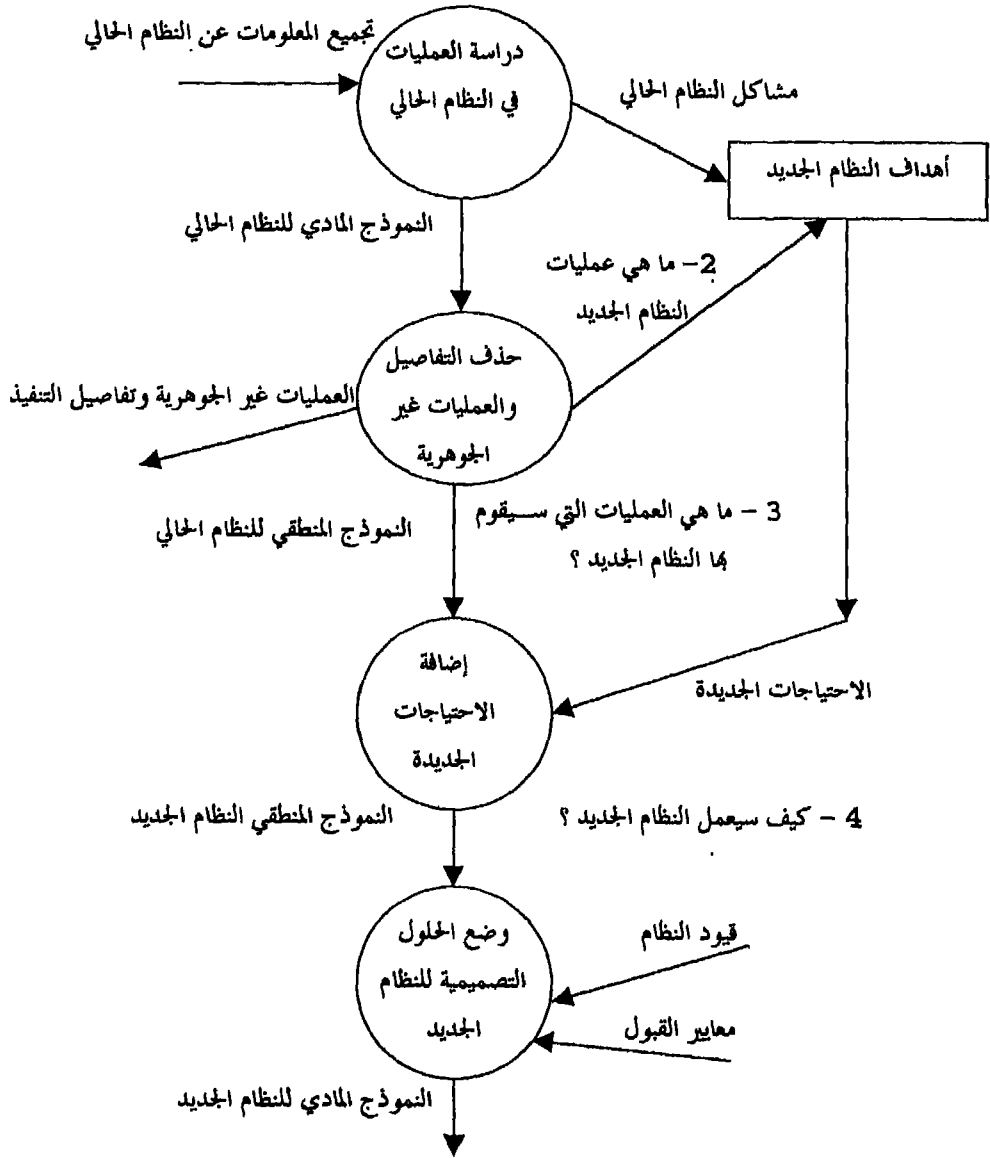 تجميع المعلومات عن النظام الحالي
دراسة العمليات
في النظام الحالي
مشاكل النظام الحالي
أهداف النظام الجديد
النموذج المادي للنظام الحالي
2- ما هي عمليات
النظام الجديد
حذف التفاصيل
والعمليات غير
الجوهرية
العمليات غير الجوهرية وتفاصيل التنفيذ
النموذج المنطقي للنظام الحالي
3 - ما هي العمليات التي سيقوم
بها النظام الجديد ؟
إضافة
الاحتياجات
الجديدة
الاحتياجات الجديدة
النموذج المنطقي النظام الجديد
4 - كيف سيعمل النظام الجديد ؟
وضع الحلول
التصميمية للنظام
الجديد
قيود النظام
معايير القبول
النموذج المادي للنظام الجديد